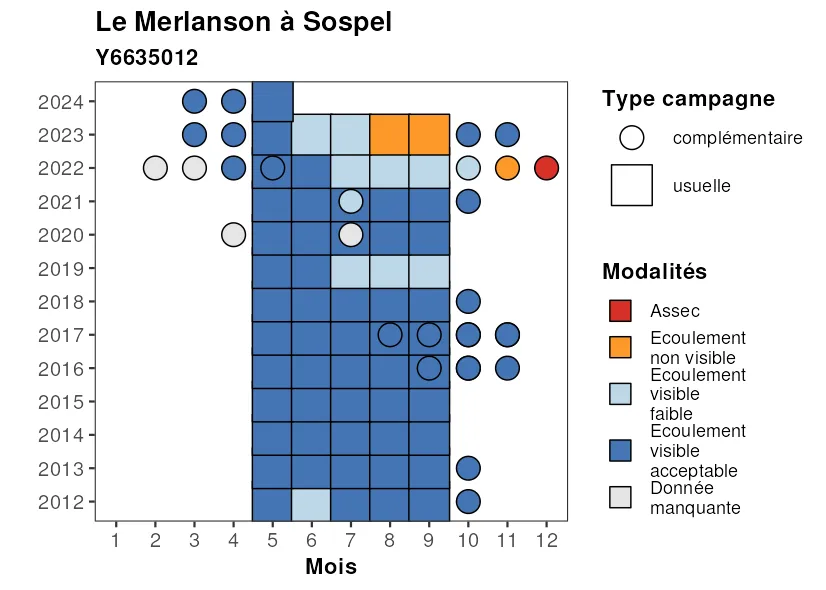 Le Merlanson à Sospel
Y6635012
2024
2023
2022
2021
2020
2019
2018
2017
2016
2015
2014
2013
2012
1 2 3 4 5 6 7 8 9 10 11 12
Mois
Type campagne
complémentaire
usuelle
Modalités
Assec
Ecoulement
non visible
Ecoulement
visible
faible
Ecoulement
visible
acceptable
Donnée
manquante